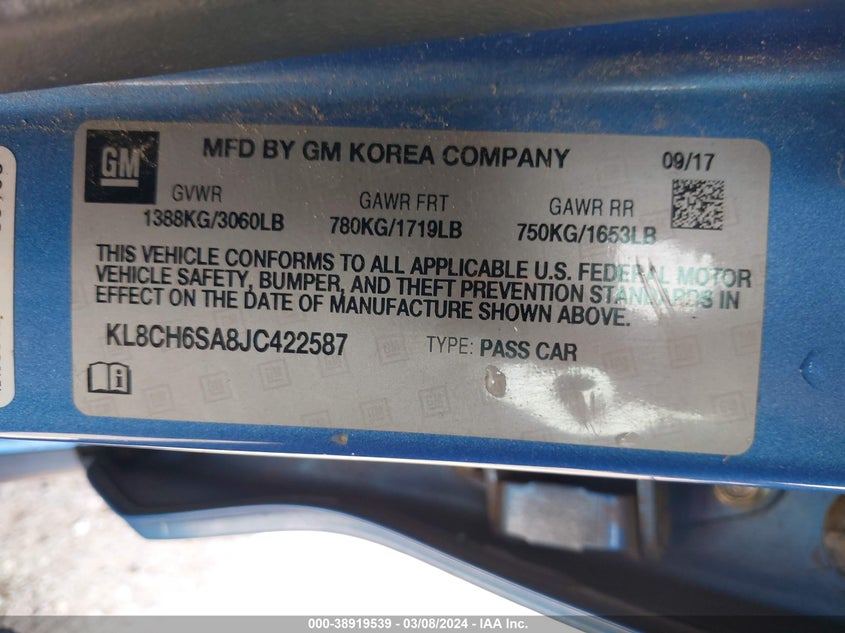 GM
MFD BY GM KOREA COMPANY 09/17
GVWR GAWR FRT GAWR RR
1388KG/3060LB 780KG/1719LB 750KG/1653LB
THIS VEHICLE CONFORMS TO ALL APPLICABLE U.S. FEDERAL MOTOR
VEHICLE SAFETY, BUMPER, AND THEFT PREVENTION STANDARDS IN
EFFECT ON THE DATE OF MANUFACTURE SHOWN ABOVE.
KL8CH6SA8JC422587 TYPE: PASS CAR
000-38919539 - 03/08/2024 - IAA Inc.